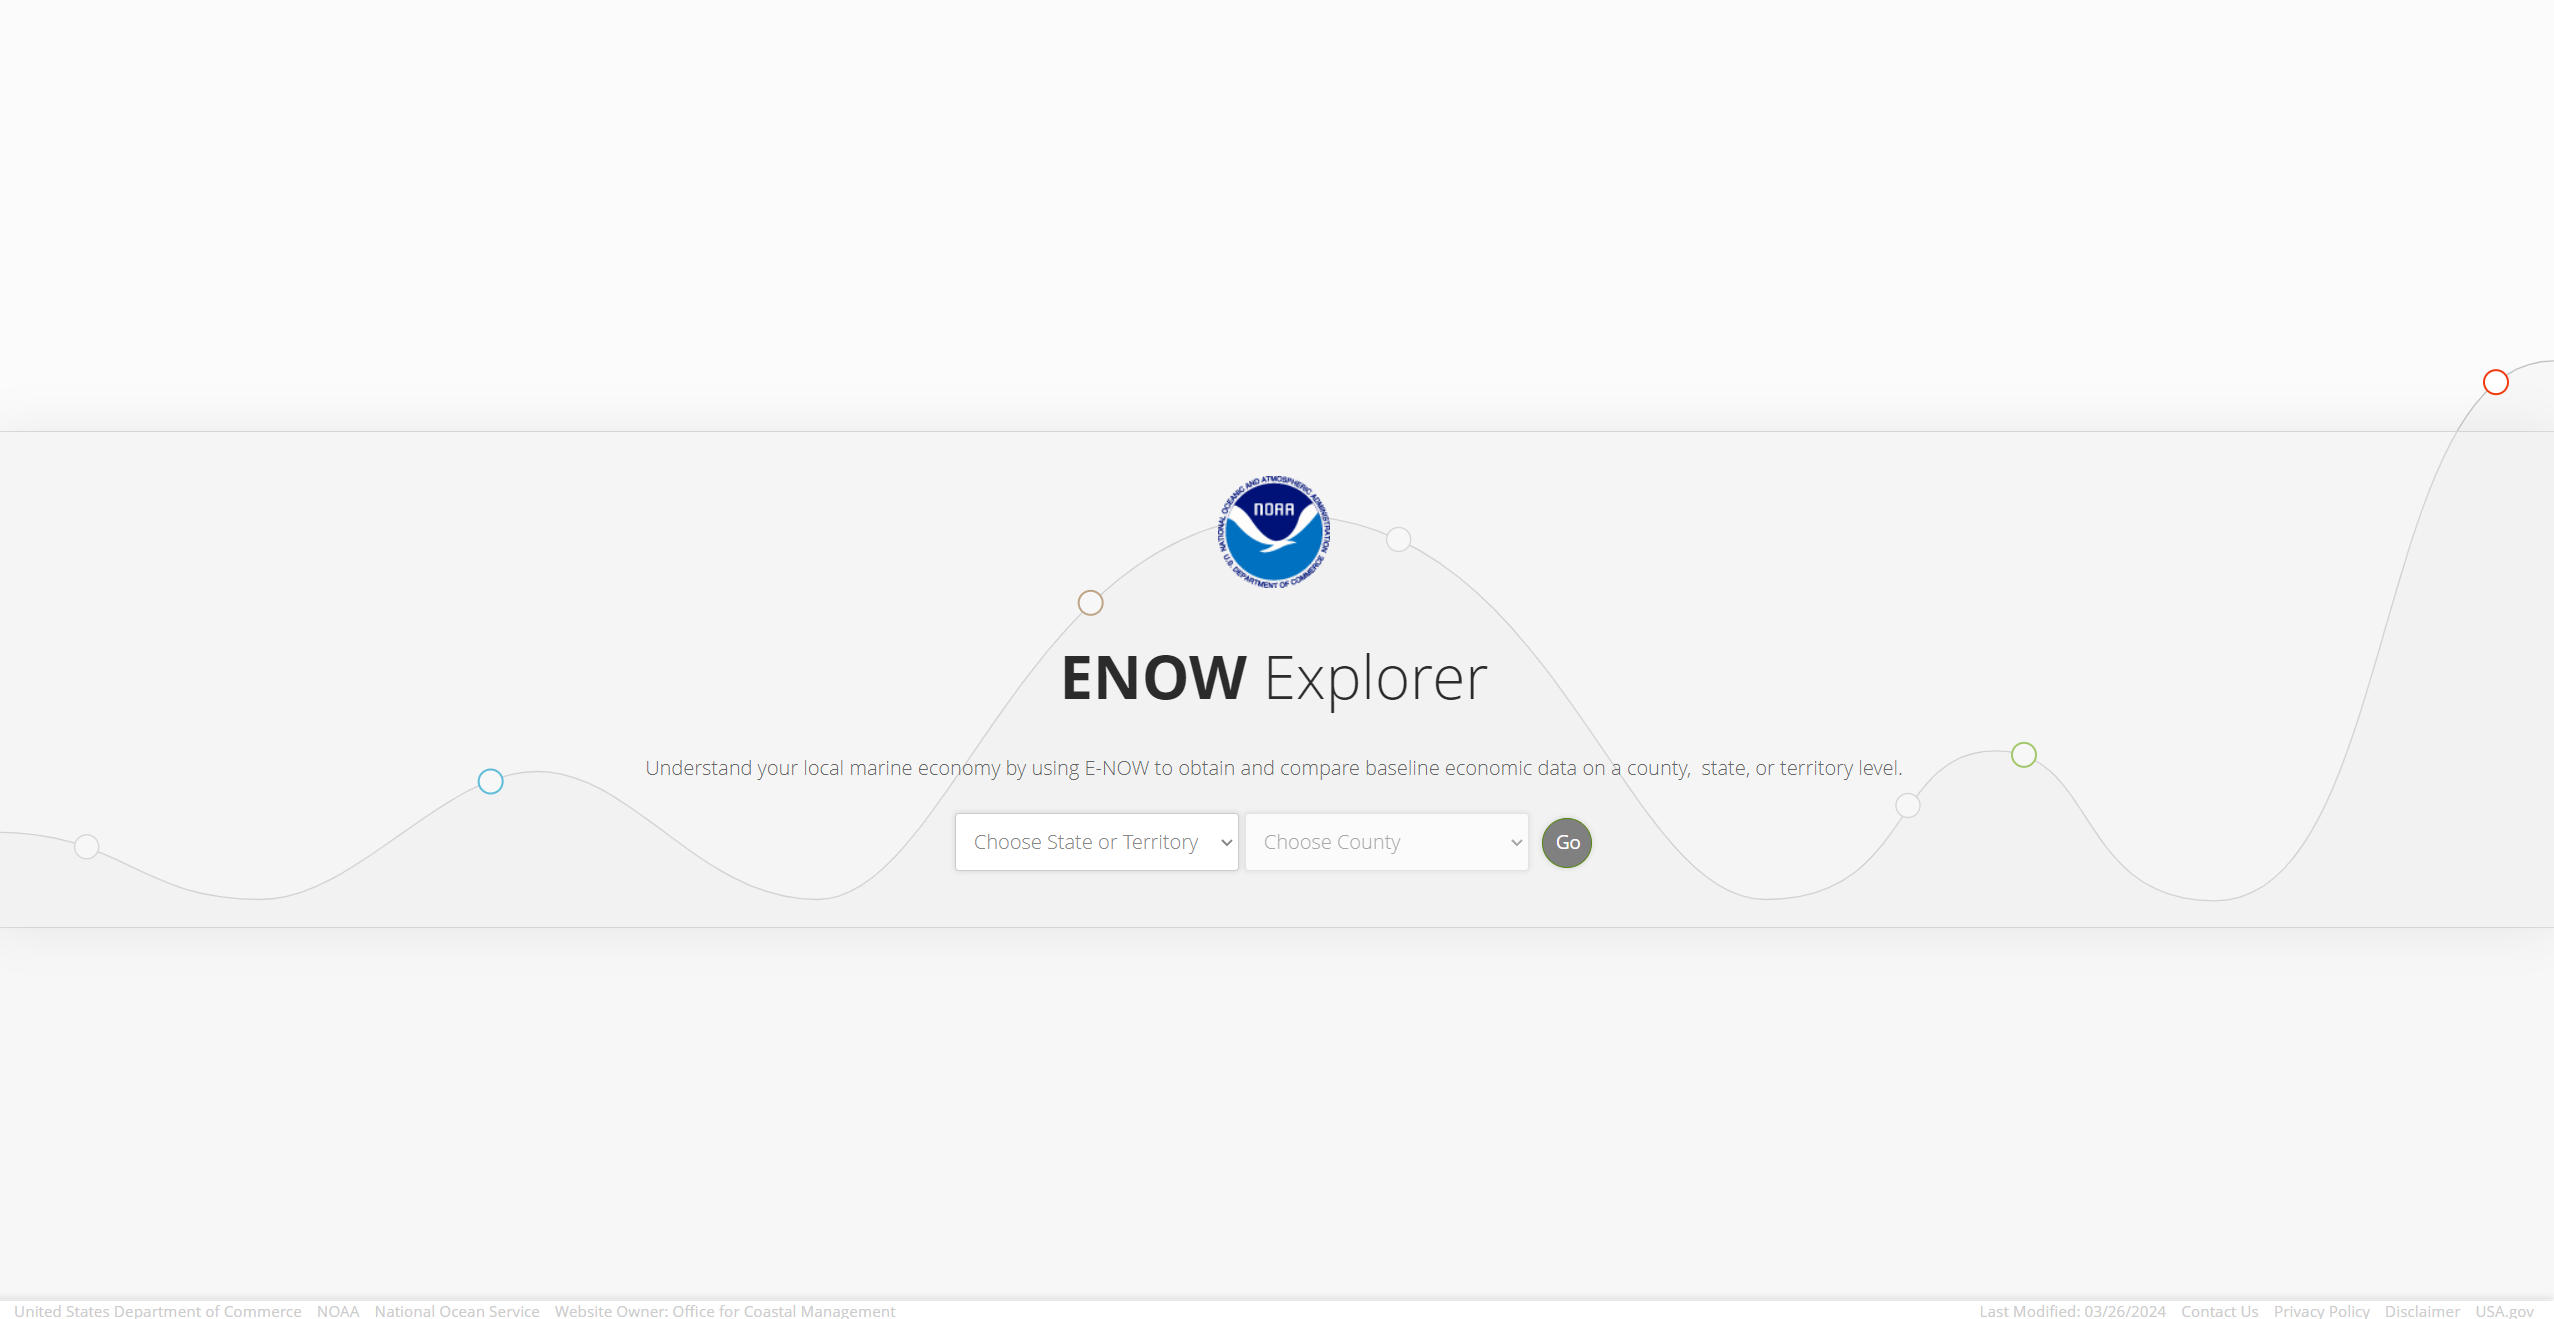 NATIONAL OCEANIC AND ATMOSPHERIC ADMINISTRATION
NOAA
U.S. DEPARTMENT OF COMMERCE
ENOW Explorer
Understand your local marine economy by using E-NOW to obtain and compare baseline economic data on a county, state, or territory level.
Choose State or Territory Choose County Go
United States Department of Commerce NOAA National Ocean Service Website Owner: Office for Coastal Management Last Modified: 03/26/2024 Contact Us Privacy Policy Disclaimer USA.gov